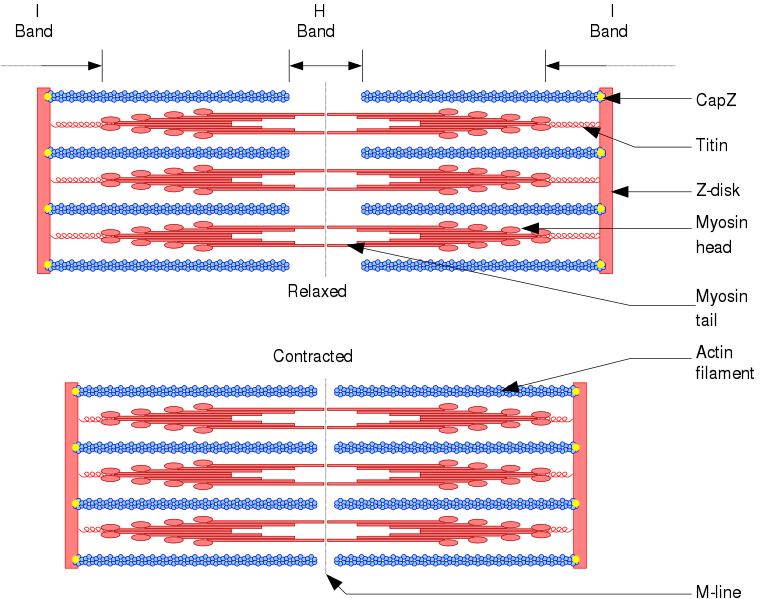 I
Band
H
Band
I
Band
CapZ
Titin
Z-disk
Myosin
head
Relaxed
Myosin
tail
Contracted
Actin
filament
M-line